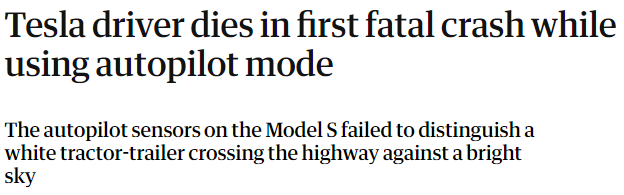 Tesla driver dies in first fatal crash while
using autopilot mode
The autopilot sensors on the Model S failed to distinguish a
white tractor-trailer crossing the highway against a bright
sky